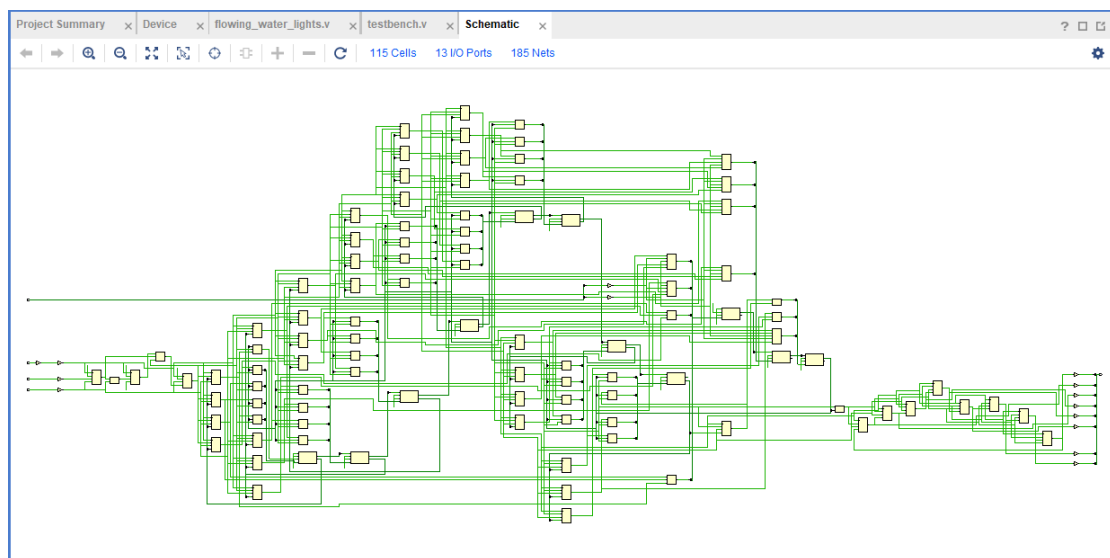 Project Summary × Device × flowing_water_lights.v × testbench.v × Schematic × ?
115 Cells 13 I/O Ports 185 Nets